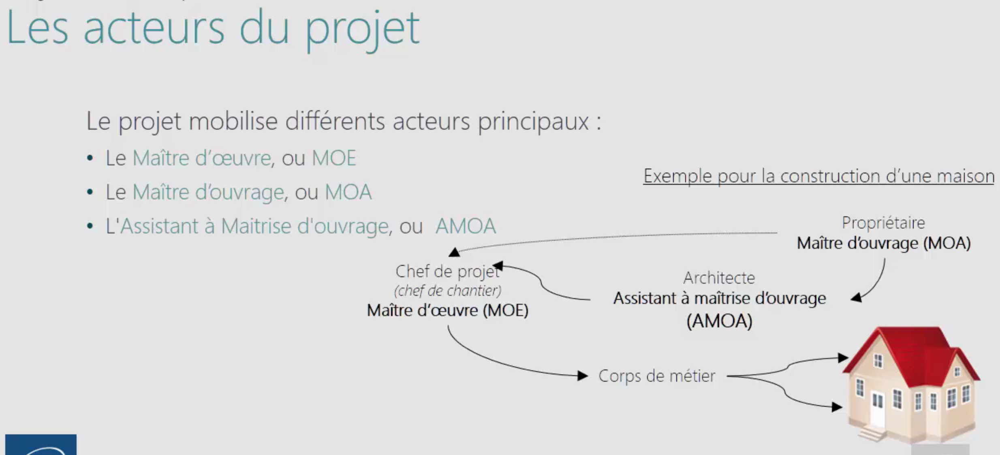 Les acteurs du projet
Le projet mobilise différents acteurs principaux :
• Le Maître d'œuvre, ou MOE
• Le Maître d'ouvrage, ou MOA
• L'Assistant à Maitrise d'ouvrage, ou AMOA
Exemple pour la construction d'une maison
Propriétaire
Maître d'ouvrage (MOA)
Chef de projet
(chef de chantier)
Maître d'œuvre (MOE)
Architecte
Assistant à maîtrise d'ouvrage
(AMOA)
Corps de métier